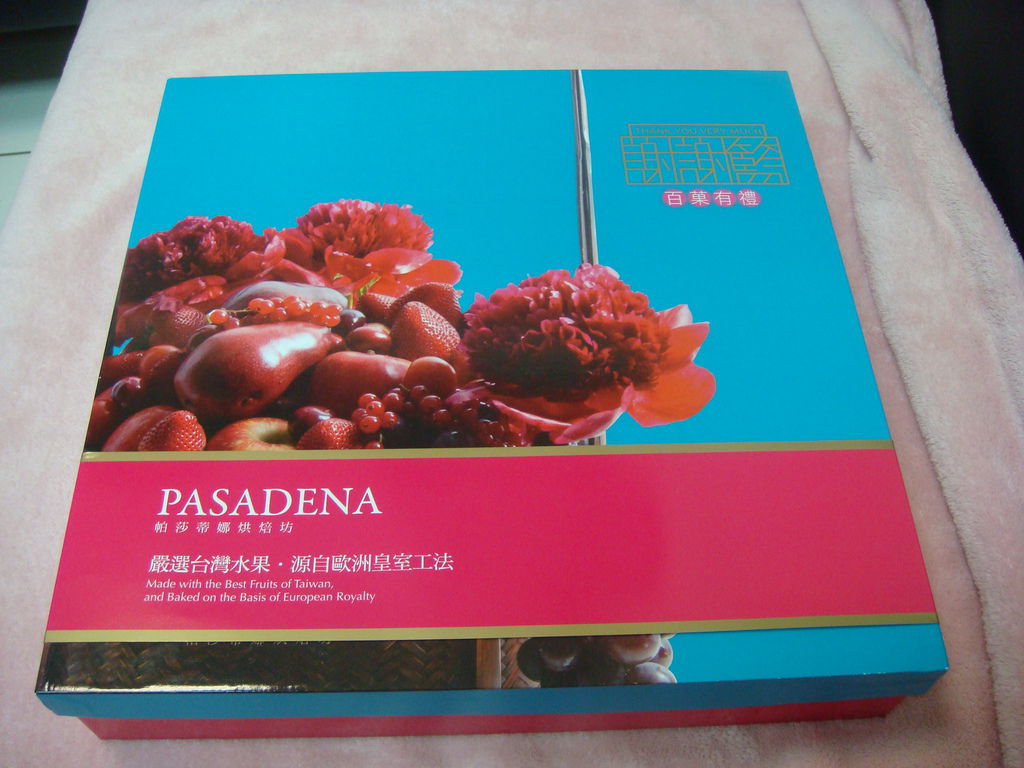 THANK YOU VERY MUCH
謝謝籃
百菓有禮
PASADENA
帕莎蒂娜烘焙坊
嚴選台灣水果・源自歐洲皇室工法
Made with the Best Fruits of Taiwan,
and Baked on the Basis of European Royalty